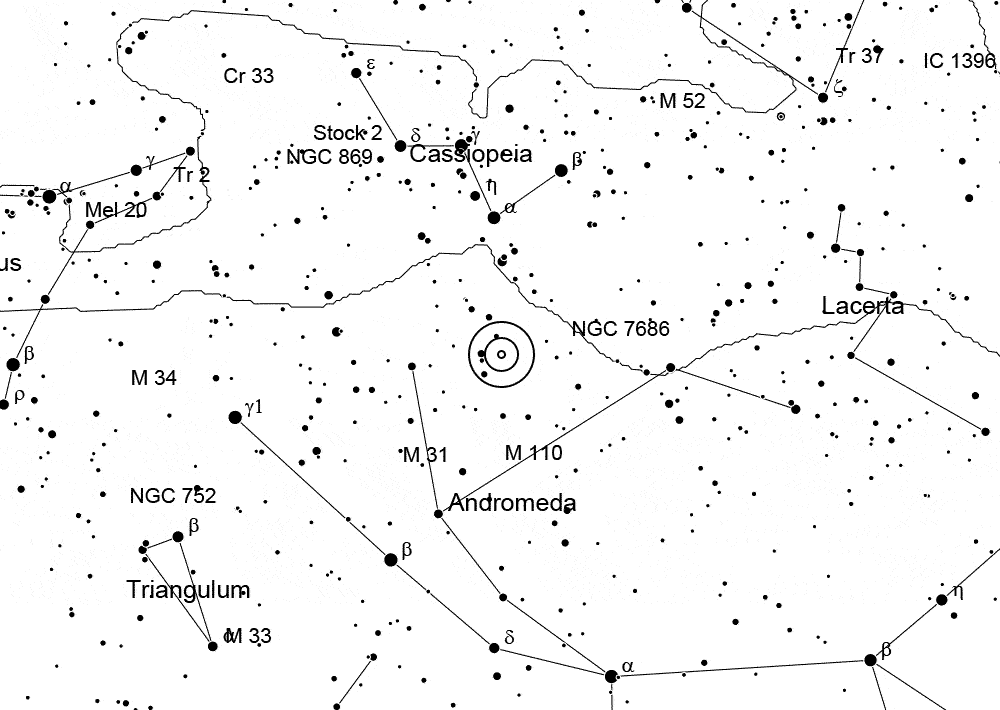 Tr 37
IC 1396
ε
Cr 33
ζ
M 52
Stock 2
δ
γ
NGC 869
Cassiopeia
β
γ
Tr 2
α
η
Mel 20
α
us
Lacerta
NGC 7686
β
M 34
ρ
γ1
M 31
M 110
NGC 752
Andromeda
β
β
Triangulum
η
α
M 33
δ
β
α